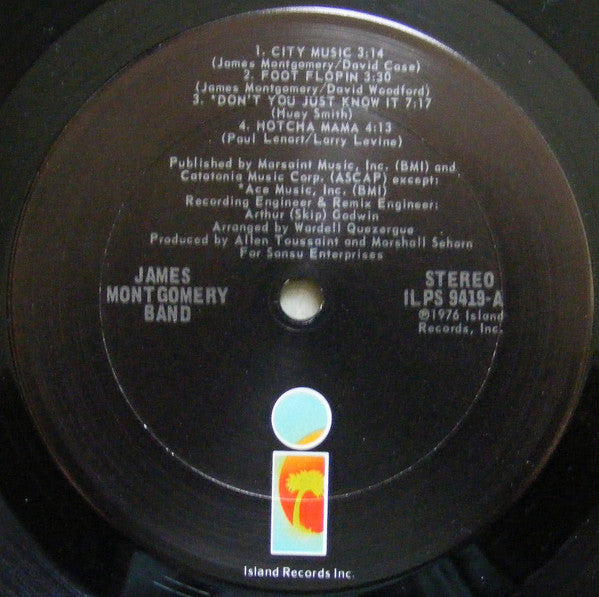 1. CITY MUSIC 3:14
(James Montgomery/David Case)
2. FOOT FLOPIN 3:30
(James Montgomery/David Woodford)
3. *DON'T YOU JUST KNOW IT 7:17
(Huey Smith)
4. HOTCHA MAMA 4:13
(Paul Lenart/Larry Levine)
Published by Marsaint Music, Inc. (BMI) and
Catatonia Music Corp. (ASCAP) except:
*Ace Music, Inc. (BMI)
Recording Engineer & Remix Engineer:
Arthur (Skip) Godwin
Arranged by Wardell Quezergue
Produced by Allen Toussaint and Marshall Sehorn
For Sansu Enterprises
JAMES
MONTGOMERY
BAND
STEREO
ILPS 9419-A
℗1976 Island
Records, Inc.
Island Records Inc.